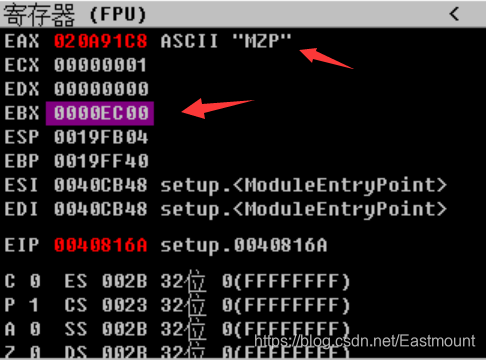 寄存器 (FPU) <
EAX 020A91C8 ASCII "MZP"
ECX 00000001
EDX 00000000
EBX 0000EC00
ESP 0019FB04
EBP 0019FF40
ESI 0040CB48 setup.<ModuleEntryPoint>
EDI 0040CB48 setup.<ModuleEntryPoint>
EIP 0040816A setup.0040816A
C 0 ES 002B 32位 0(FFFFFFFF)
P 1 CS 0023 32位 0(FFFFFFFF)
A 0 SS 002B 32位 0(FFFFFFFF)
Z 0 DS 002B 32位 0(FFFFFFFF)
https://blog.csdn.net/Eastmount